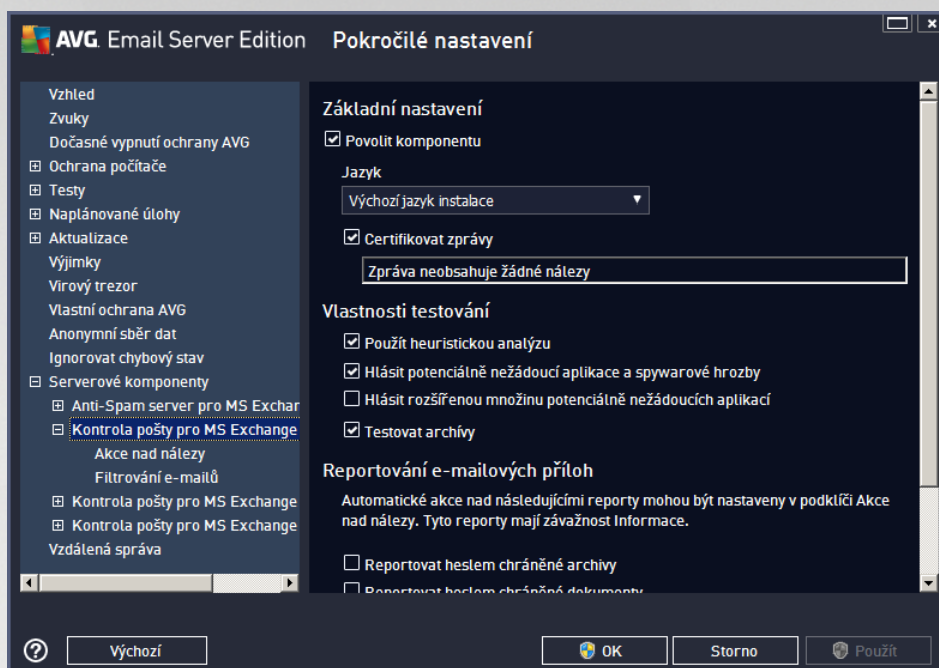 AVG. Email Server Edition Pokročilé nastavení
Vzhled
Zvuky
Dočasné vypnutí ochrany AVG
Ochrana počítače
Testy
Naplánované úlohy
Aktualizace
Výjimky
Virový trezor
Vlastní ochrana AVG
Anonymní sběr dat
Ignorovat chybový stav
Serverové komponenty
Anti-Spam server pro MS Exchan
Kontrola pošty pro MS Exchange
Akce nad nálezy
Filtrování e-mailů
Kontrola pošty pro MS Exchange
Kontrola pošty pro MS Exchange
Vzdálená správa
Základní nastavení
Povolit komponentu
Jazyk
Výchozí jazyk instalace
Certifikovat zprávy
Zpráva neobsahuje žádné nálezy
Vlastnosti testování
Použít heuristickou analýzu
Hlásit potenciálně nežádoucí aplikace a spywarové hrozby
Hlásit rozšířenou množinu potenciálně nežádoucích aplikací
Testovat archívy
Reportování e-mailových příloh
Automatické akce nad následujícími reporty mohou být nastaveny v podklíči Akce
nad nálezy. Tyto reporty mají závažnost Informace.
Reportovat heslem chráněné archivy
Reportovat heslem chráněné dokumenty
Výchozí
OK
Storno
Použít